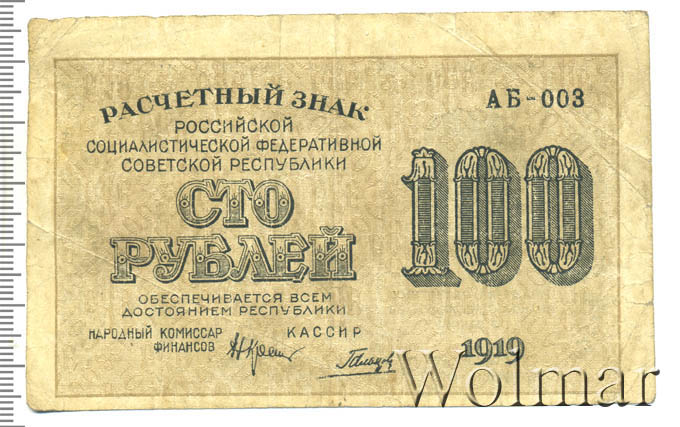 РАСЧЕТНЫЙ ЗНАК
РОССИЙСКОЙ
СОЦИАЛИСТИЧЕСКОЙ ФЕДЕРАТИВНОЙ
СОВЕТСКОЙ РЕСПУБЛИКИ
СТО
РУБЛЕЙ
ОБЕСПЕЧИВАЕТСЯ ВСЕМ
ДОСТОЯНИЕМ РЕСПУБЛИКИ
НАРОДНЫЙ КОМИССАР
ФИНАНСОВ
КАССИР
АБ-003
100
1919
Wolmar